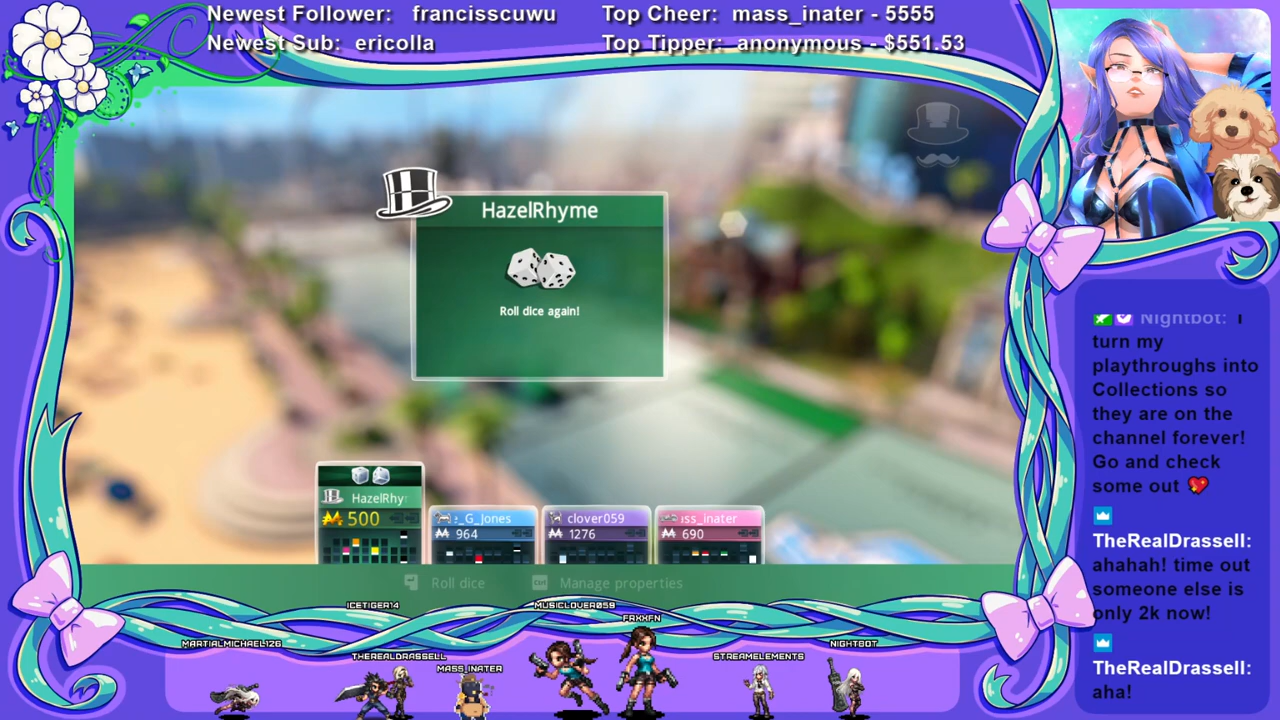 Newest Follower: francisscuwu
Newest Sub: ericolla
Top Cheer: mass_inater - 5555
Top Tipper: anonymous - $551.53
HazelRhyme
Roll dice again!
HazelRhy
500
_G_Jones
964
clover059
1276
ass_inater
690
Roll dice
Manage properties
Nightbot: I
turn my
playthroughs into
Collections so
they are on the
channel forever!
Go and check
some out 💖
TheRealDrassell:
ahahah! time out
someone else is
only 2k now!
TheRealDrassell:
aha!
MARTIALMICHAEL126
ICETIGER14
THEREALDRASSELL
MASS_INATER
MUSICLOVER059
FRXXFN
STREAMELEMENTS
NIGHTBOT